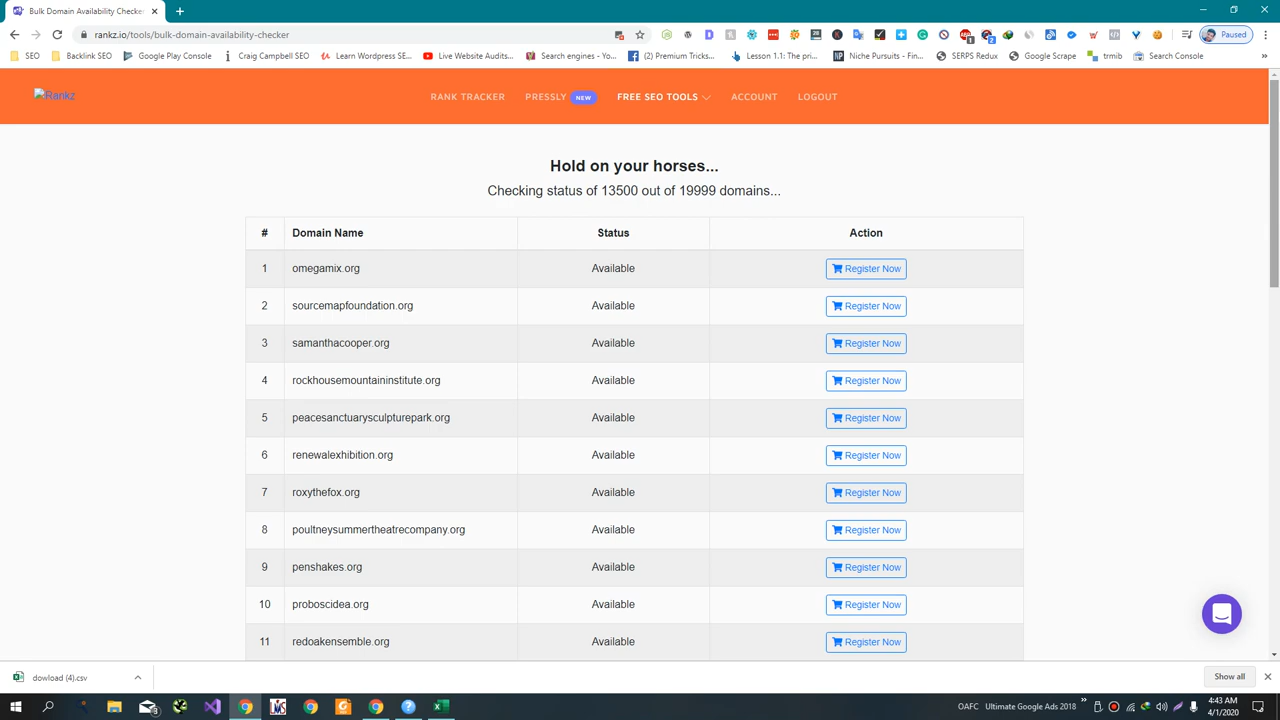 Bulk Domain Availability Checke
rankz.io/tools/bulk-domain-availability-checker
Paused
SEO
Backlink SEO
Google Play Console
Craig Campbell SEO
Learn Wordpress SE...
Live Website Audits...
Search engines - Yo...
(2) Premium Tricks...
Lesson 1.1: The pri...
Niche Pursuits - Fin...
SERPS Redux
Google Scrape
trmib
Search Console
»
Rankz
RANK TRACKER
PRESSLY NEW
FREE SEO TOOLS
ACCOUNT
LOGOUT
Hold on your horses...
Checking status of 13500 out of 19999 domains...
# Domain Name Status Action
1 omegamix.org Available Register Now
2 sourcemapfoundation.org Available Register Now
3 samanthacooper.org Available Register Now
4 rockhousemountaininstitute.org Available Register Now
5 peacesanctuarysculpturepark.org Available Register Now
6 renewalexhibition.org Available Register Now
7 roxythefox.org Available Register Now
8 poultneysummertheatrecompany.org Available Register Now
9 penshakes.org Available Register Now
10 proboscidea.org Available Register Now
11 redoakensemble.org Available Register Now
dowload (4).csv
Show all
OAFC
Ultimate Google Ads 2018
»
4:43 AM
4/1/2020